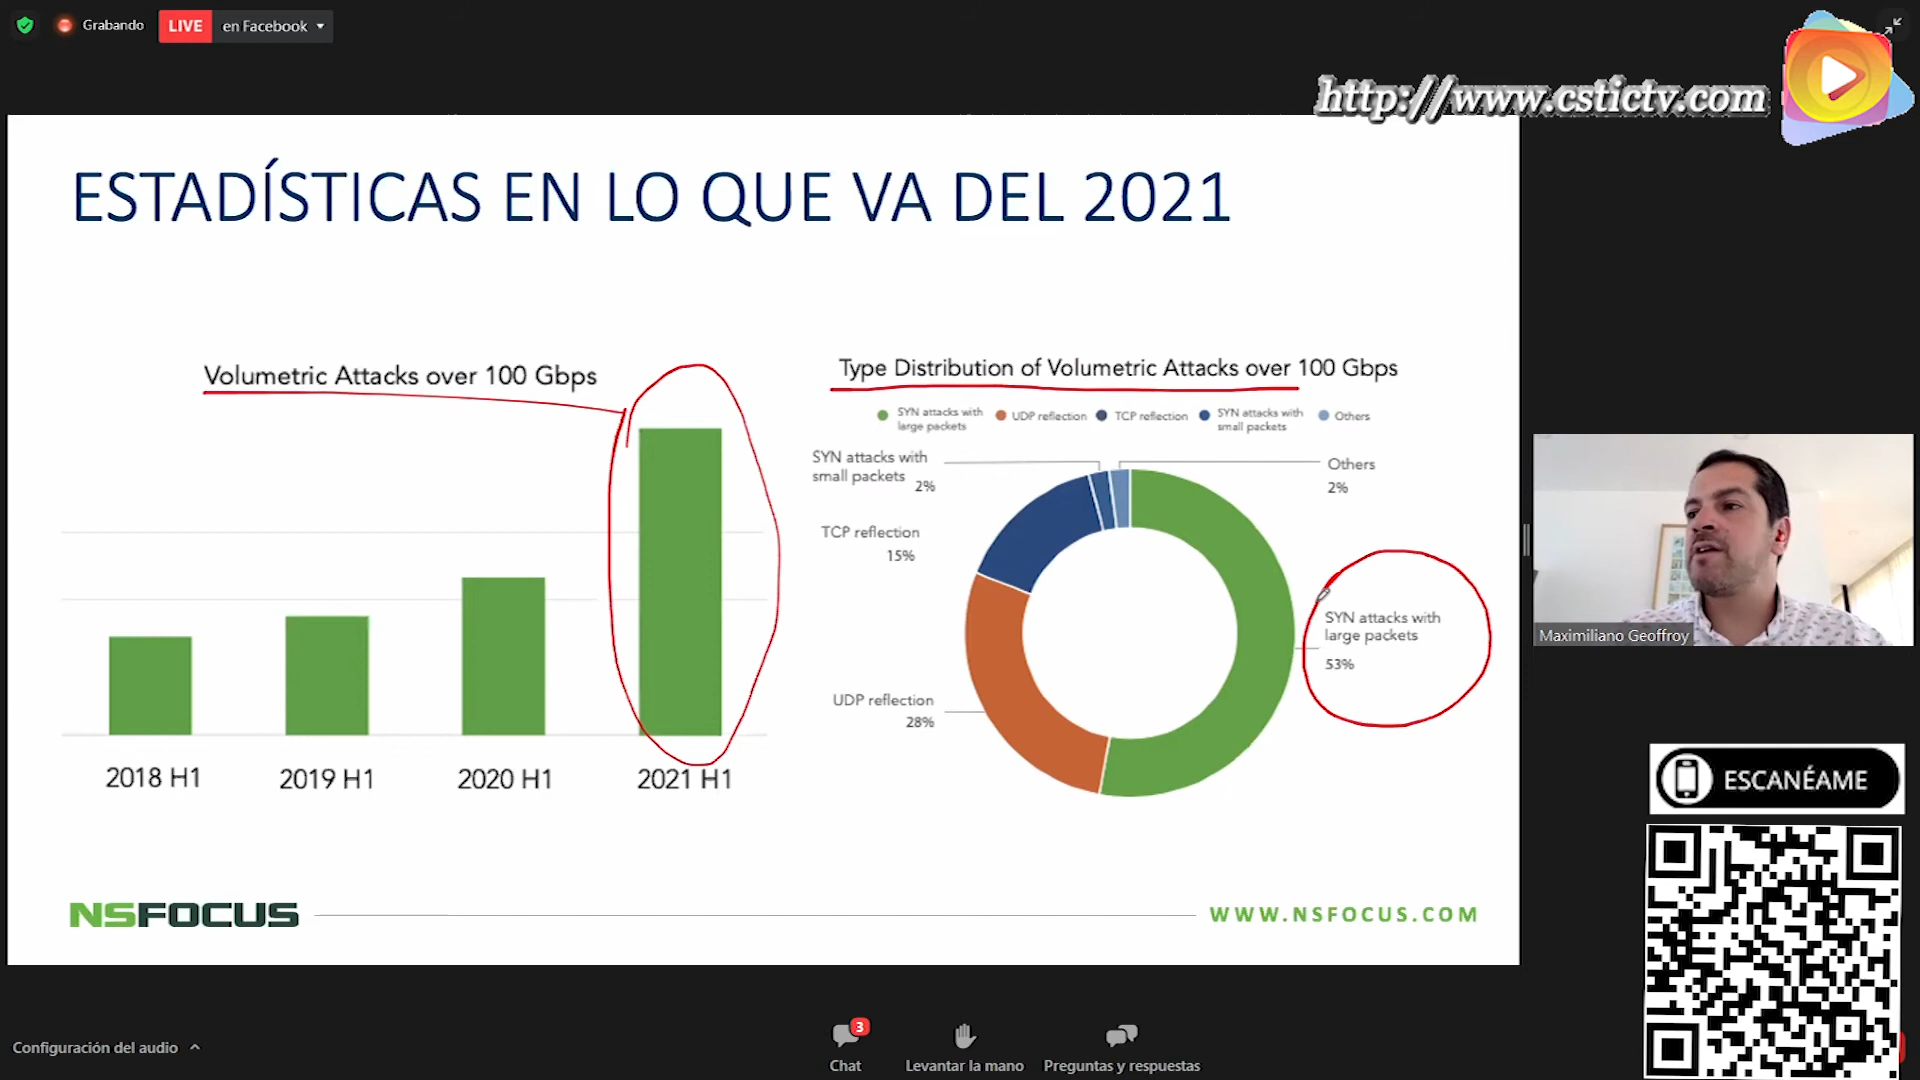 Grabando
LIVE en Facebook
http://www.cstictv.com
ESTADÍSTICAS EN LO QUE VA DEL 2021
Volumetric Attacks over 100 Gbps
2018 H1
2019 H1
2020 H1
2021 H1
Type Distribution of Volumetric Attacks over 100 Gbps
SYN attacks with
large packets
UDP reflection
TCP reflection
SYN attacks with
small packets
Others
SYN attacks with
small packets
2%
Others
2%
TCP reflection
15%
SYN attacks with
large packets
53%
UDP reflection
28%
NSFOCUS
WWW.NSFOCUS.COM
Maximiliano Geoffroy
ESCANÉAME
Configuración del audio
3
Chat
Levantar la mano
Preguntas y respuestas